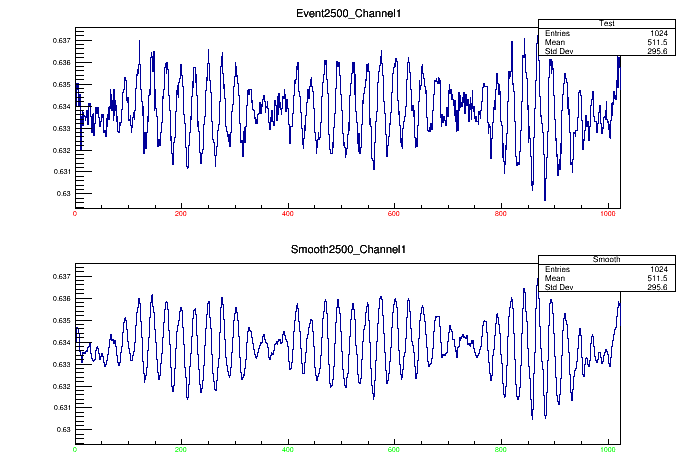 Event2500_Channel1
Test
Entries 1024
Mean 511.5
Std Dev 295.6
0.637
0.636
0.635
0.634
0.633
0.632
0.631
0.63
0 200 400 600 800 1000
Smooth2500_Channel1
Smooth
Entries 1024
Mean 511.5
Std Dev 295.6
0.637
0.636
0.635
0.634
0.633
0.632
0.631
0.63
0 200 400 600 800 1000